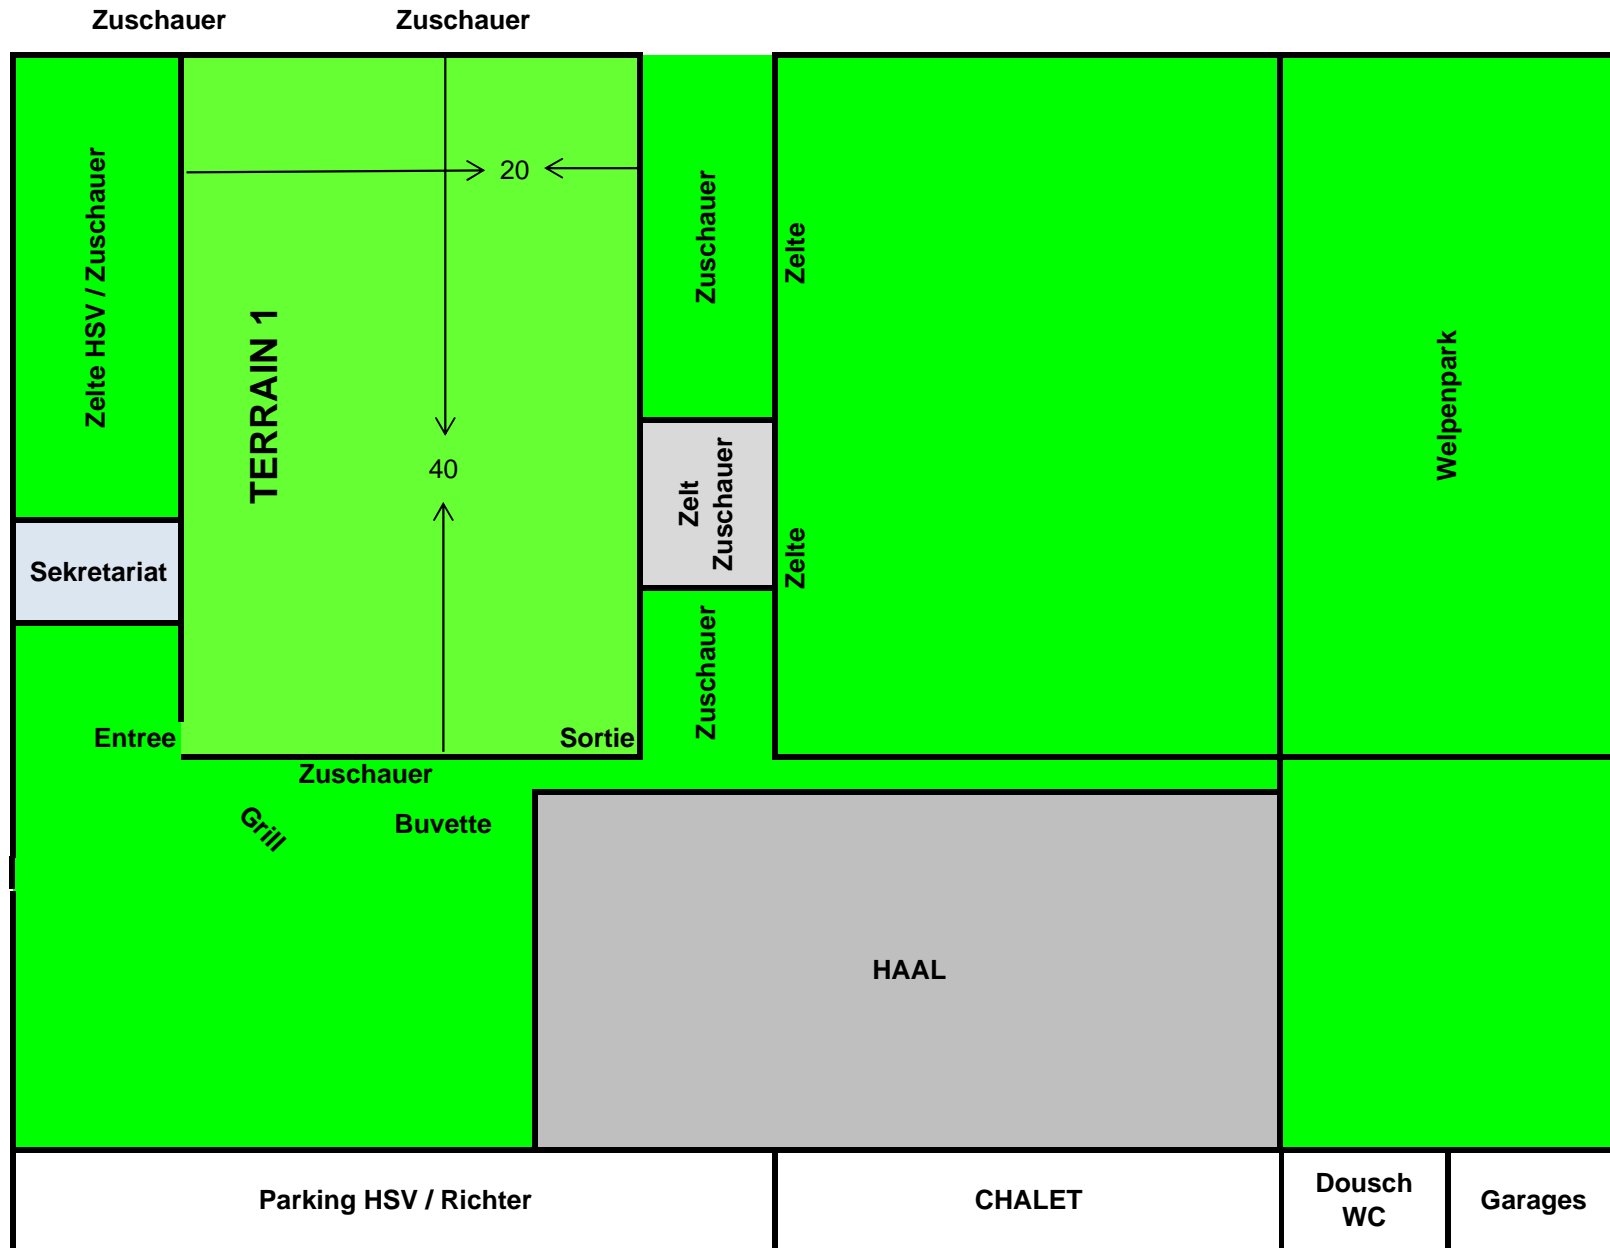 Zuschauer
Zuschauer
Zelte HSV / Zuschauer
20
Zuschauer
Zelte
TERRAIN 1
40
Zelt
Zuschauer
Welpenpark
Sekretariat
Zelte
Zuschauer
Entree
Sortie
Zuschauer
Grill
Buvette
HAAL
Parking HSV / Richter
CHALET
Dousch
WC
Garages